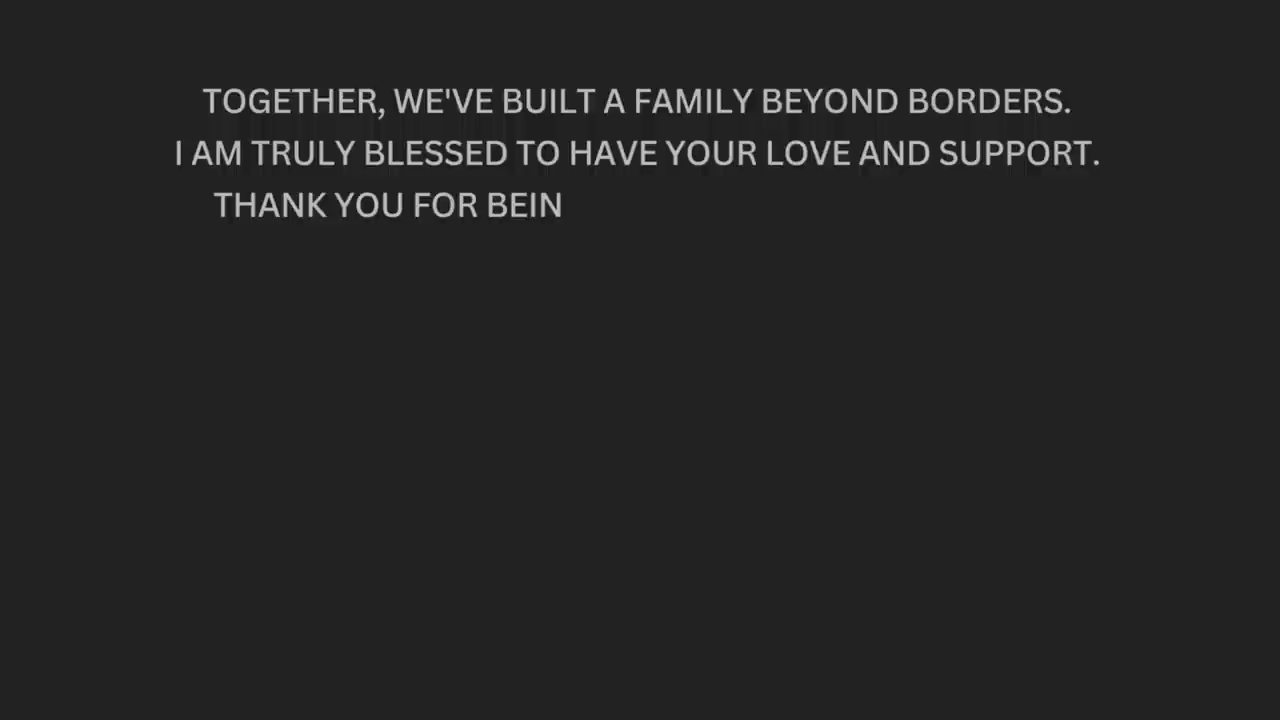 TOGETHER, WE'VE BUILT A FAMILY BEYOND BORDERS.
I AM TRULY BLESSED TO HAVE YOUR LOVE AND SUPPORT.
THANK YOU FOR BEIN